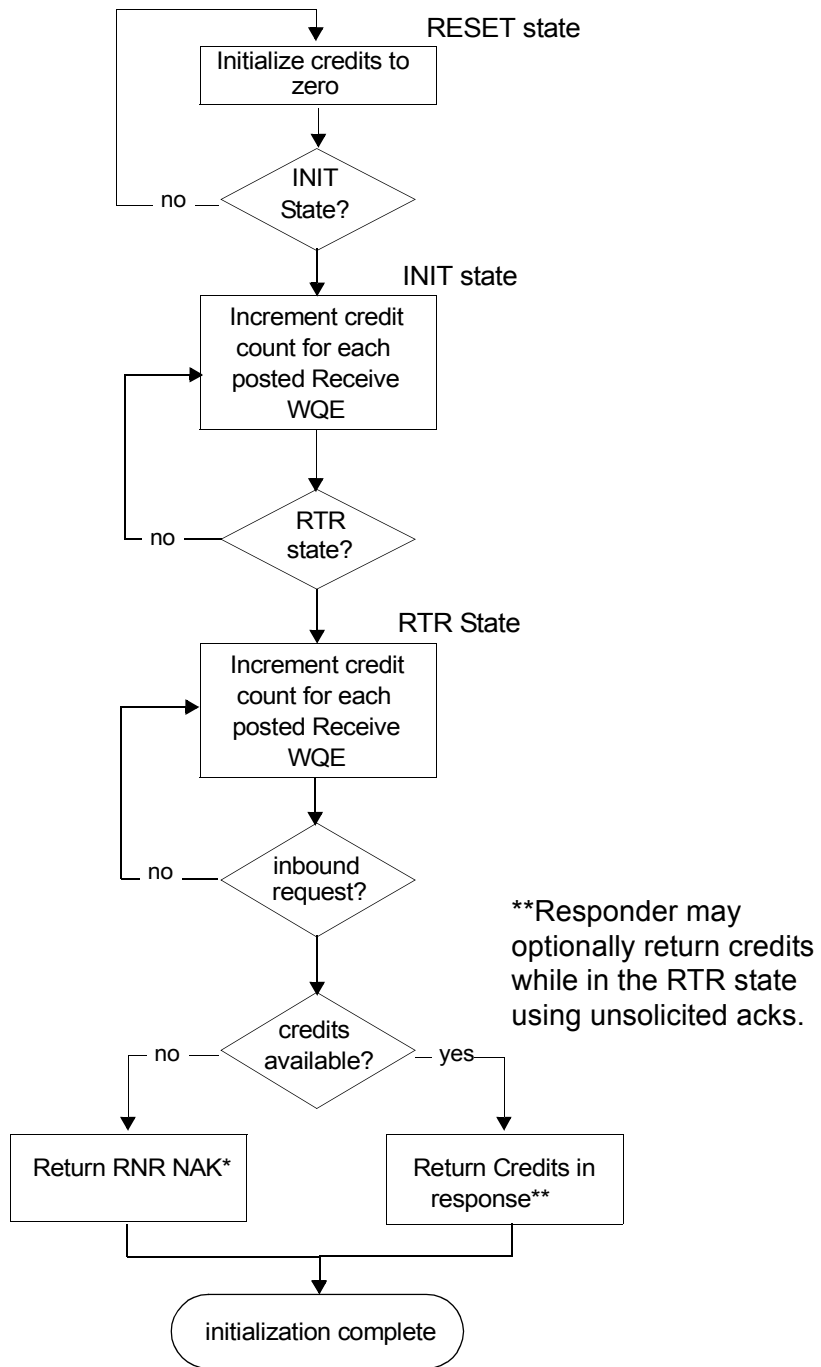 RESET state
Initialize credits to
zero
INIT
State?
no
INIT state
Increment credit
count for each
posted Receive
WQE
RTR
state?
no
RTR State
Increment credit
count for each
posted Receive
WQE
inbound
request?
no
**Responder may
optionally return credits
while in the RTR state
using unsolicited acks.
credits
available?
no
yes
Return RNR NAK*
Return Credits in
response**
initialization complete